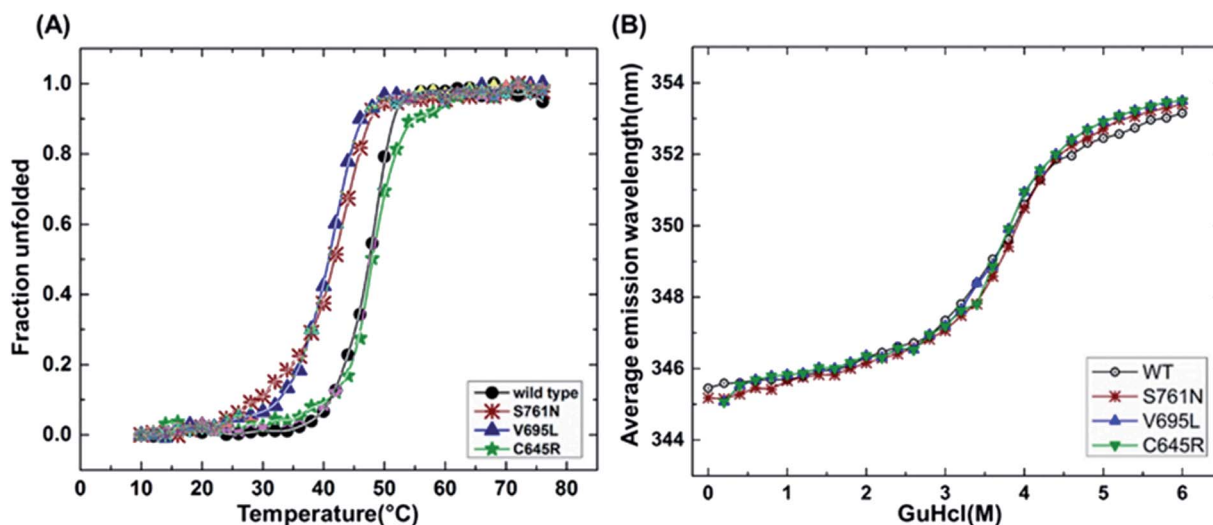 (A)
Fraction unfolded
1.0
0.8
0.6
0.4
0.2
0.0
0 10 20 30 40 50 60 70 80
Temperature(°C)
wild type
S761N
V695L
C645R
(B)
Average emission wavelength(nm)
354
352
350
348
346
344
0 1 2 3 4 5 6
GuHcl(M)
WT
S761N
V695L
C645R